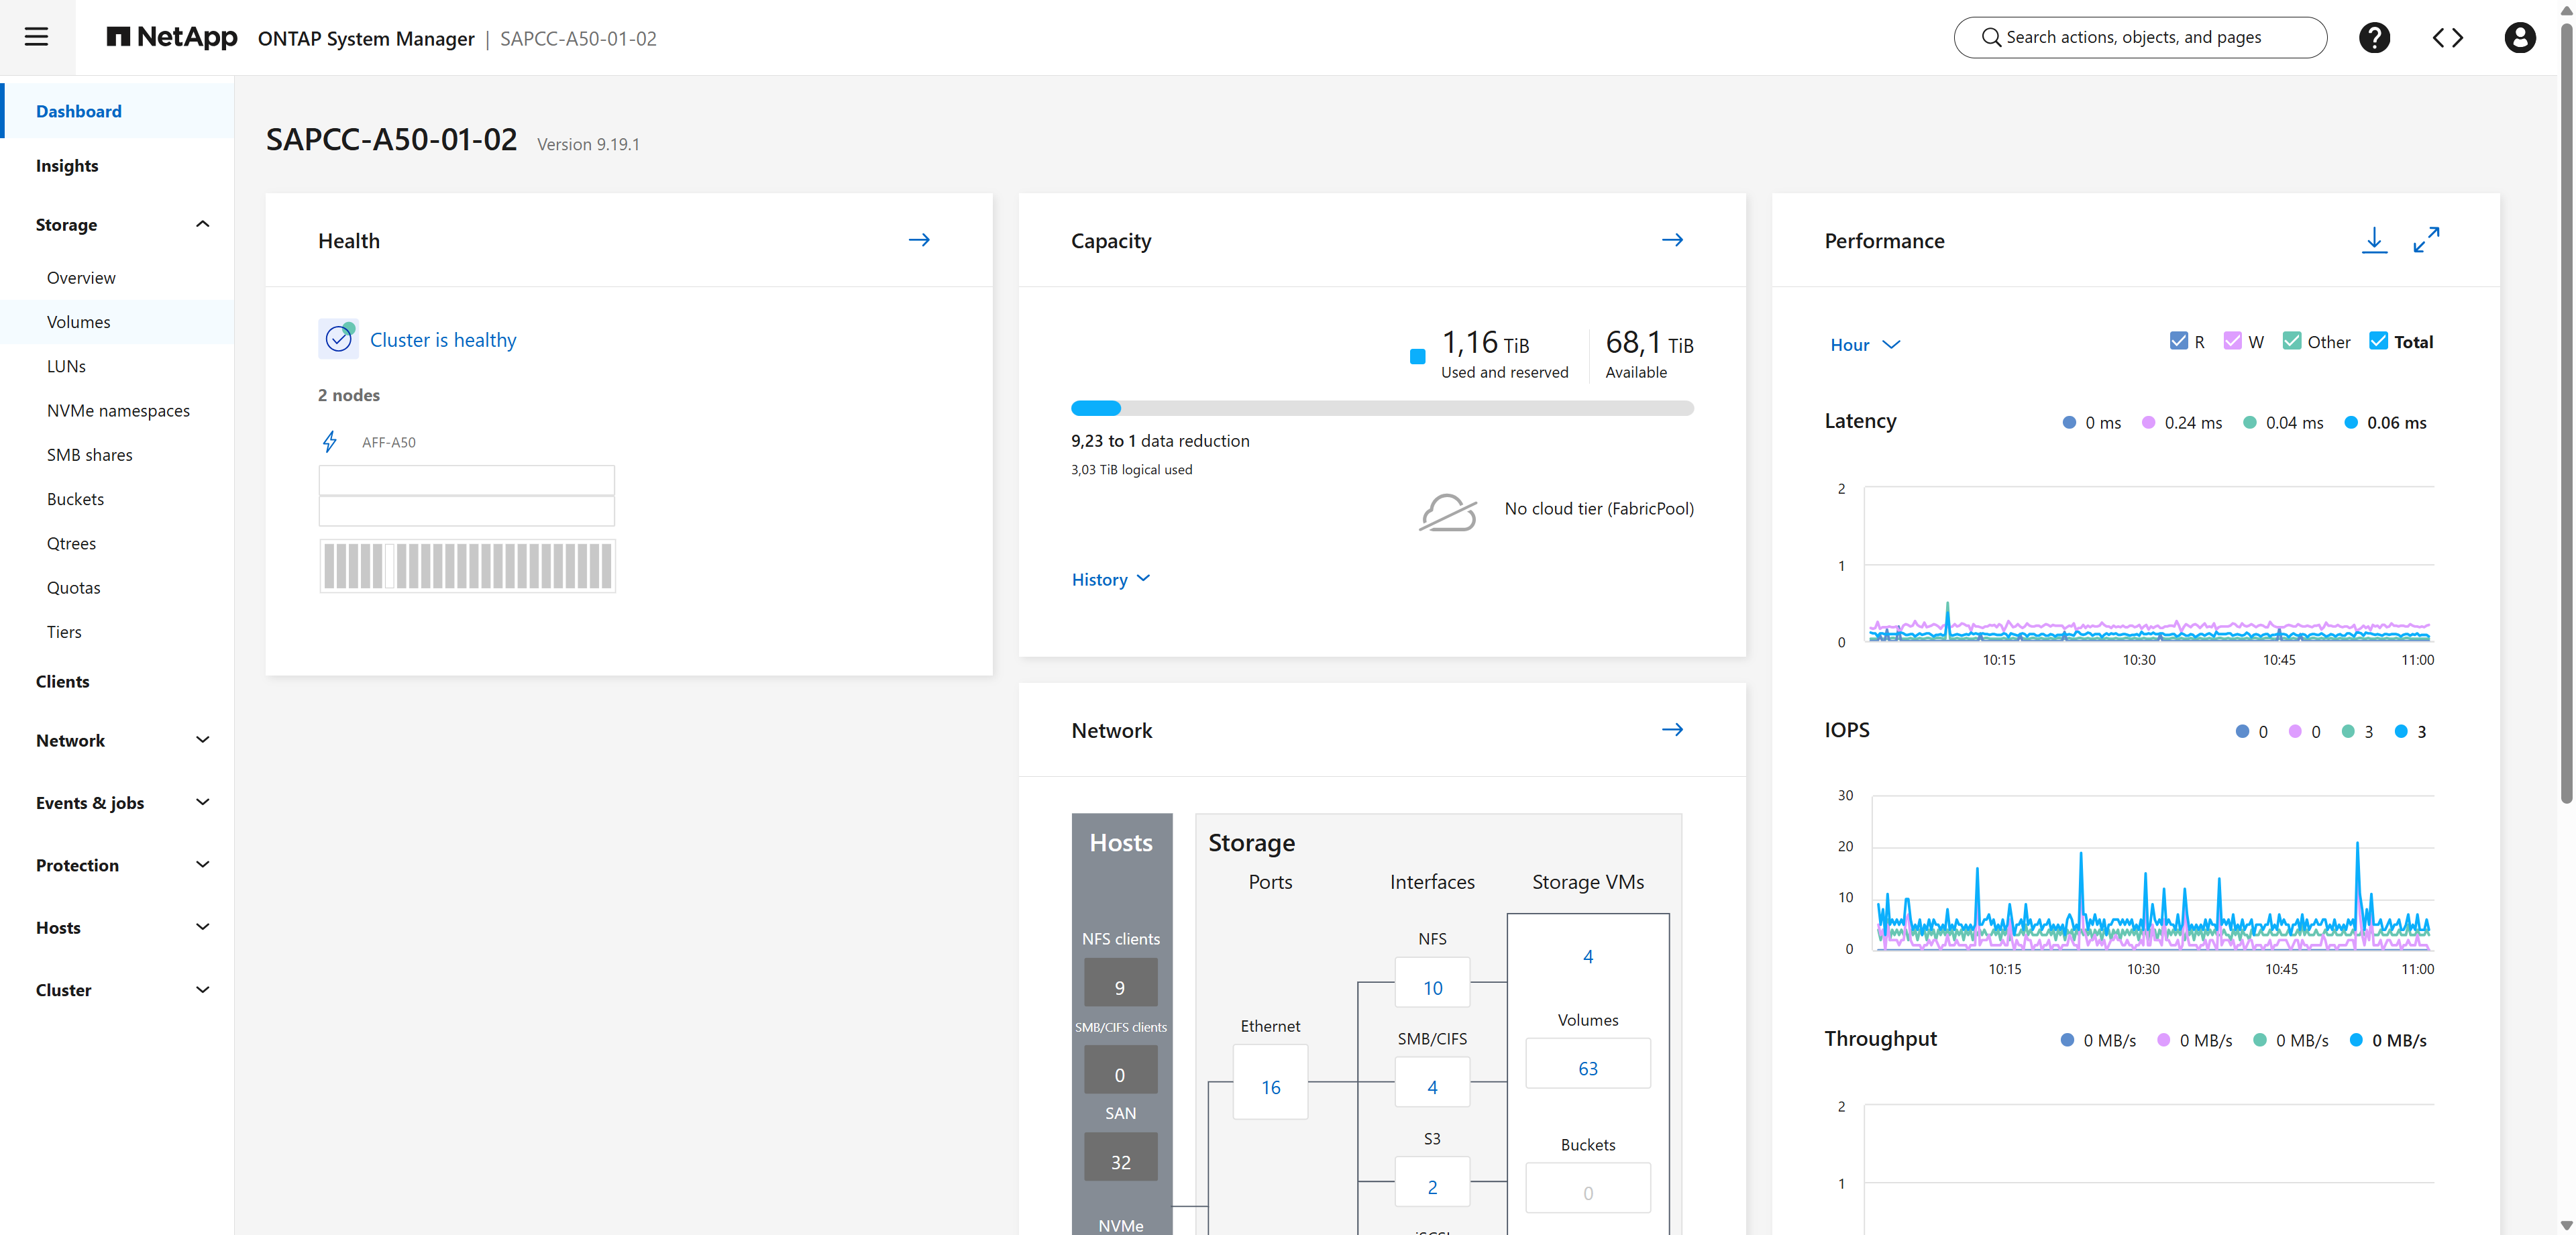 NetApp ONTAP System Manager | SAPCC-A50-01-02
Search actions, objects, and pages
Dashboard
Insights
Storage
Overview
Volumes
LUNs
NVMe namespaces
SMB shares
Buckets
Qtrees
Quotas
Tiers
Clients
Network
Events & jobs
Protection
Hosts
Cluster
SAPCC-A50-01-02 Version 9.19.1
Health
Cluster is healthy
2 nodes
AFF-A50
Capacity
1,16 TiB
Used and reserved
68,1 TiB
Available
9,23 to 1 data reduction
3,03 TiB logical used
No cloud tier (FabricPool)
History
Network
Hosts
NFS clients
9
SMB/CIFS clients
0
SAN
32
NVMe
Storage
Ports
Interfaces
Storage VMs
Ethernet
16
NFS
10
SMB/CIFS
4
S3
2
4
Volumes
63
Buckets
0
Performance
Hour
R W Other Total
Latency
0 ms 0.24 ms 0.04 ms 0.06 ms
2
1
0
10:15 10:30 10:45 11:00
IOPS
0 0 3 3
30
20
10
0
10:15 10:30 10:45 11:00
Throughput
0 MB/s 0 MB/s 0 MB/s 0 MB/s
2
1